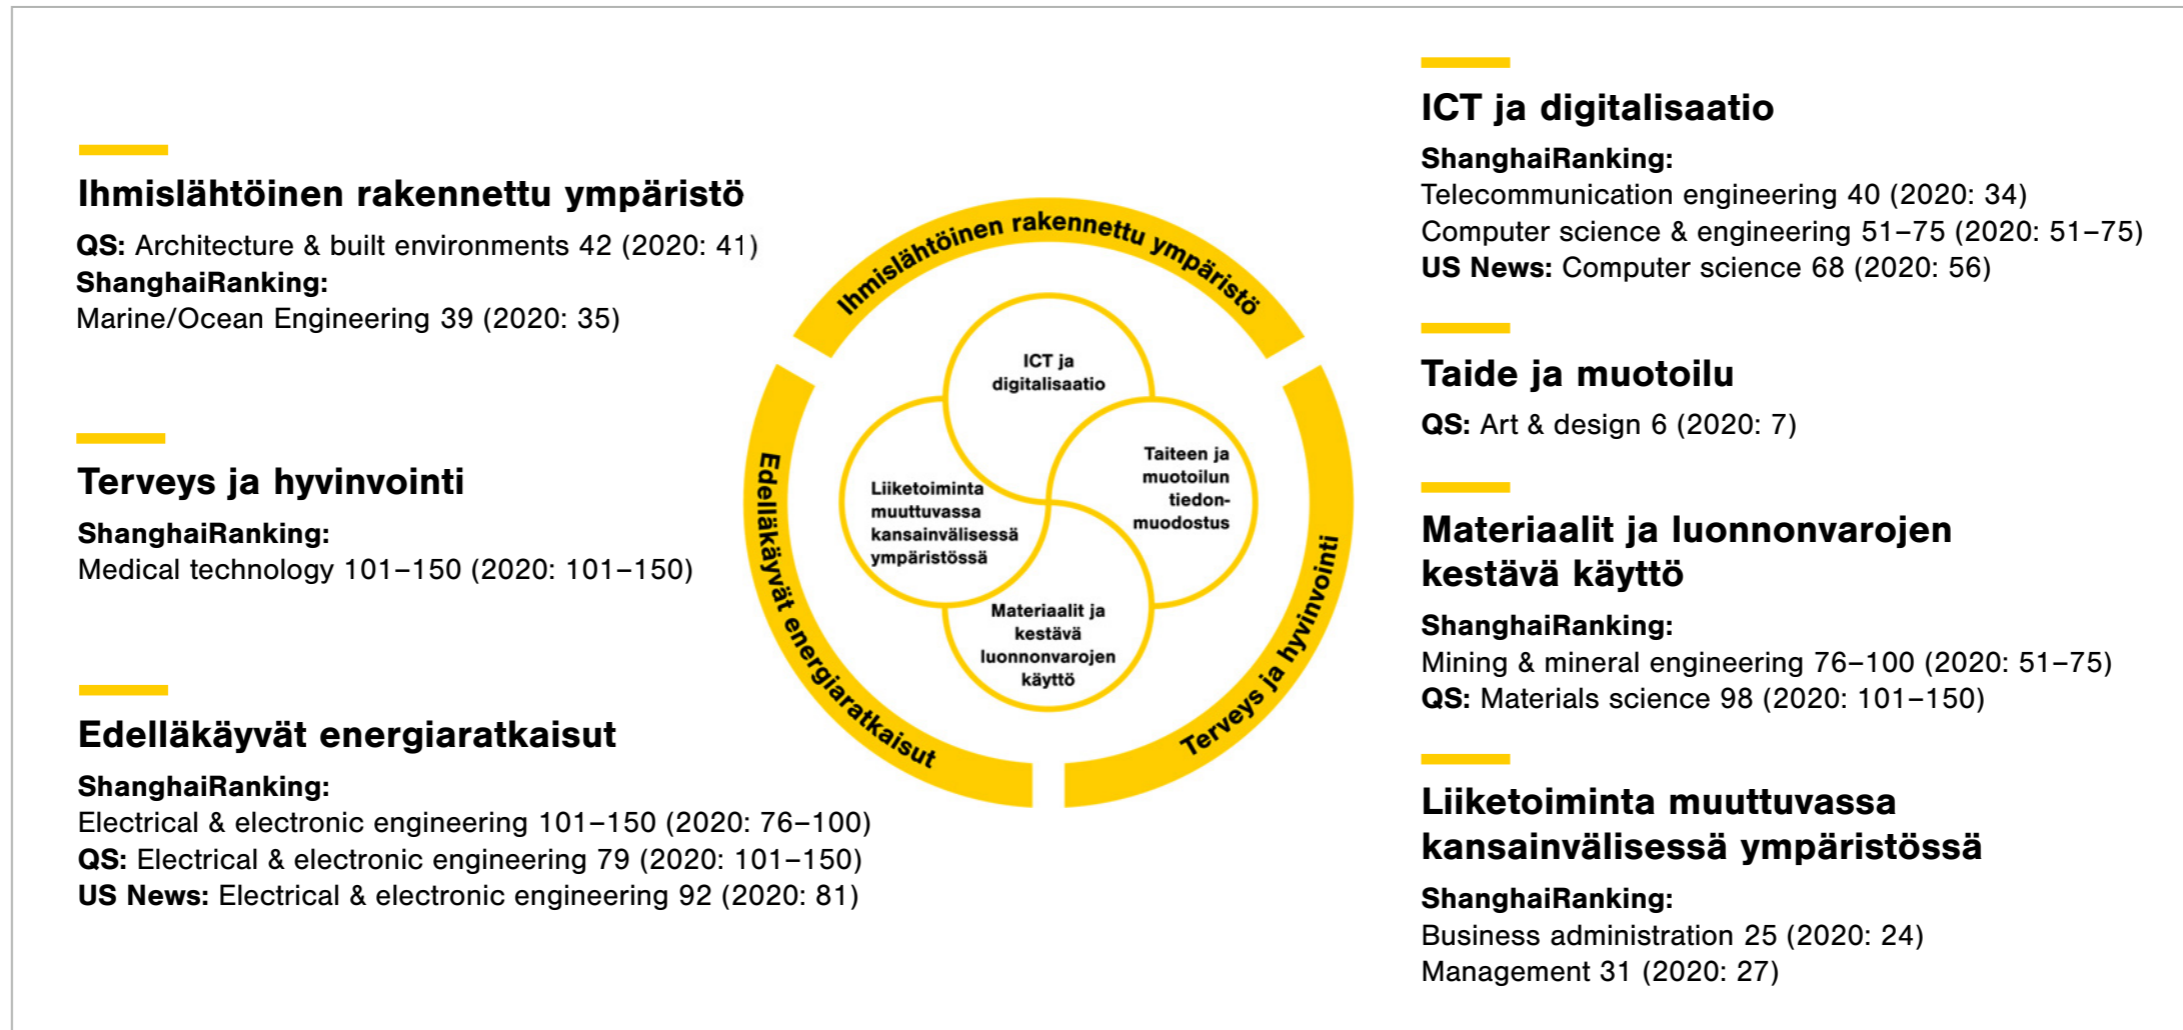 Ihmislähtöinen rakennettu ympäristö
QS: Architecture & built environments 42 (2020: 41)
ShanghaiRanking:
Marine/Ocean Engineering 39 (2020: 35)
Terveys ja hyvinvointi
ShanghaiRanking:
Medical technology 101–150 (2020: 101–150)
Edelläkäyvät energiaratkaisut
ShanghaiRanking:
Electrical & electronic engineering 101–150 (2020: 76–100)
QS: Electrical & electronic engineering 79 (2020: 101–150)
US News: Electrical & electronic engineering 92 (2020: 81)
Ihmislähtöinen rakennettu ympäristö
Edelläkäyvät energiaratkaisut
Terveys ja hyvinvointi
ICT ja
digitalisaatio
Taiteen ja
muotoilun
tiedon-
muodostus
Liiketoiminta
muuttuvassa
kansainvälisessä
ympäristössä
Materiaalit ja
kestävä
luonnonvarojen
käyttö
ICT ja digitalisaatio
ShanghaiRanking:
Telecommunication engineering 40 (2020: 34)
Computer science & engineering 51–75 (2020: 51–75)
US News: Computer science 68 (2020: 56)
Taide ja muotoilu
QS: Art & design 6 (2020: 7)
Materiaalit ja luonnonvarojen
kestävä käyttö
ShanghaiRanking:
Mining & mineral engineering 76–100 (2020: 51–75)
QS: Materials science 98 (2020: 101–150)
Liiketoiminta muuttuvassa
kansainvälisessä ympäristössä
ShanghaiRanking:
Business administration 25 (2020: 24)
Management 31 (2020: 27)